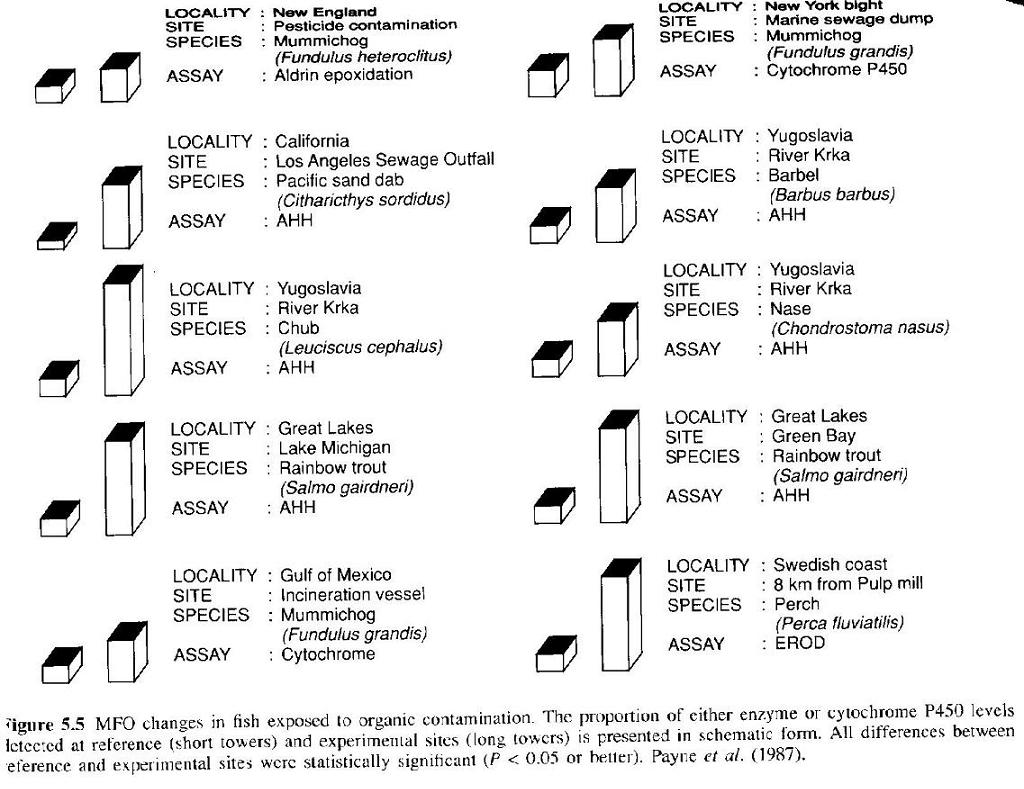 LOCALITY : New England
SITE : Pesticide contamination
SPECIES : Mummichog
(Fundulus heteroclitus)
ASSAY : Aldrin epoxidation
LOCALITY : New York bight
SITE : Marine sewage dump
SPECIES : Mummichog
(Fundulus grandis)
ASSAY : Cytochrome P450
LOCALITY : California
SITE : Los Angeles Sewage Outfall
SPECIES : Pacific sand dab
(Citharicthys sordidus)
ASSAY : AHH
LOCALITY : Yugoslavia
SITE : River Krka
SPECIES : Barbel
(Barbus barbus)
ASSAY : AHH
LOCALITY : Yugoslavia
SITE : River Krka
SPECIES : Chub
(Leuciscus cephalus)
ASSAY : AHH
LOCALITY : Yugoslavia
SITE : River Krka
SPECIES : Nase
(Chondrostoma nasus)
ASSAY : AHH
LOCALITY : Great Lakes
SITE : Lake Michigan
SPECIES : Rainbow trout
(Salmo gairdneri)
ASSAY : AHH
LOCALITY : Great Lakes
SITE : Green Bay
SPECIES : Rainbow trout
(Salmo gairdneri)
ASSAY : AHH
LOCALITY : Gulf of Mexico
SITE : Incineration vessel
SPECIES : Mummichog
(Fundulus grandis)
ASSAY : Cytochrome
LOCALITY : Swedish coast
SITE : 8 km from Pulp mill
SPECIES : Perch
(Perca fluviatilis)
ASSAY : EROD
igure 5.5 MFO changes in fish exposed to organic contamination. The proportion of either enzyme or cytochrome P450 levels
etected at reference (short towers) and experimental sites (long towers) is presented in schematic form. All differences between
eference and experimental sites were statistically significant (P < 0.05 or better). Payne et al. (1987).